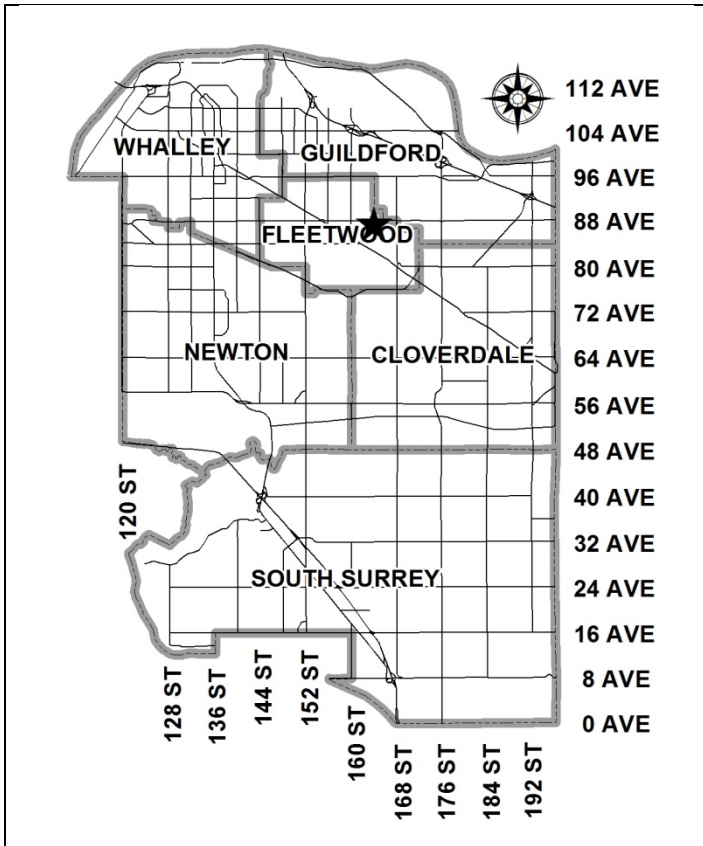 112 AVE
104 AVE
WHALLEY
GUILDFORD
96 AVE
88 AVE
FLEETWOOD
80 AVE
72 AVE
NEWTON
CLOVERDALE
64 AVE
56 AVE
48 AVE
40 AVE
120 ST
32 AVE
SOUTH SURREY
24 AVE
16 AVE
8 AVE
0 AVE
128 ST
136 ST
144 ST
152 ST
160 ST
168 ST
176 ST
184 ST
192 ST